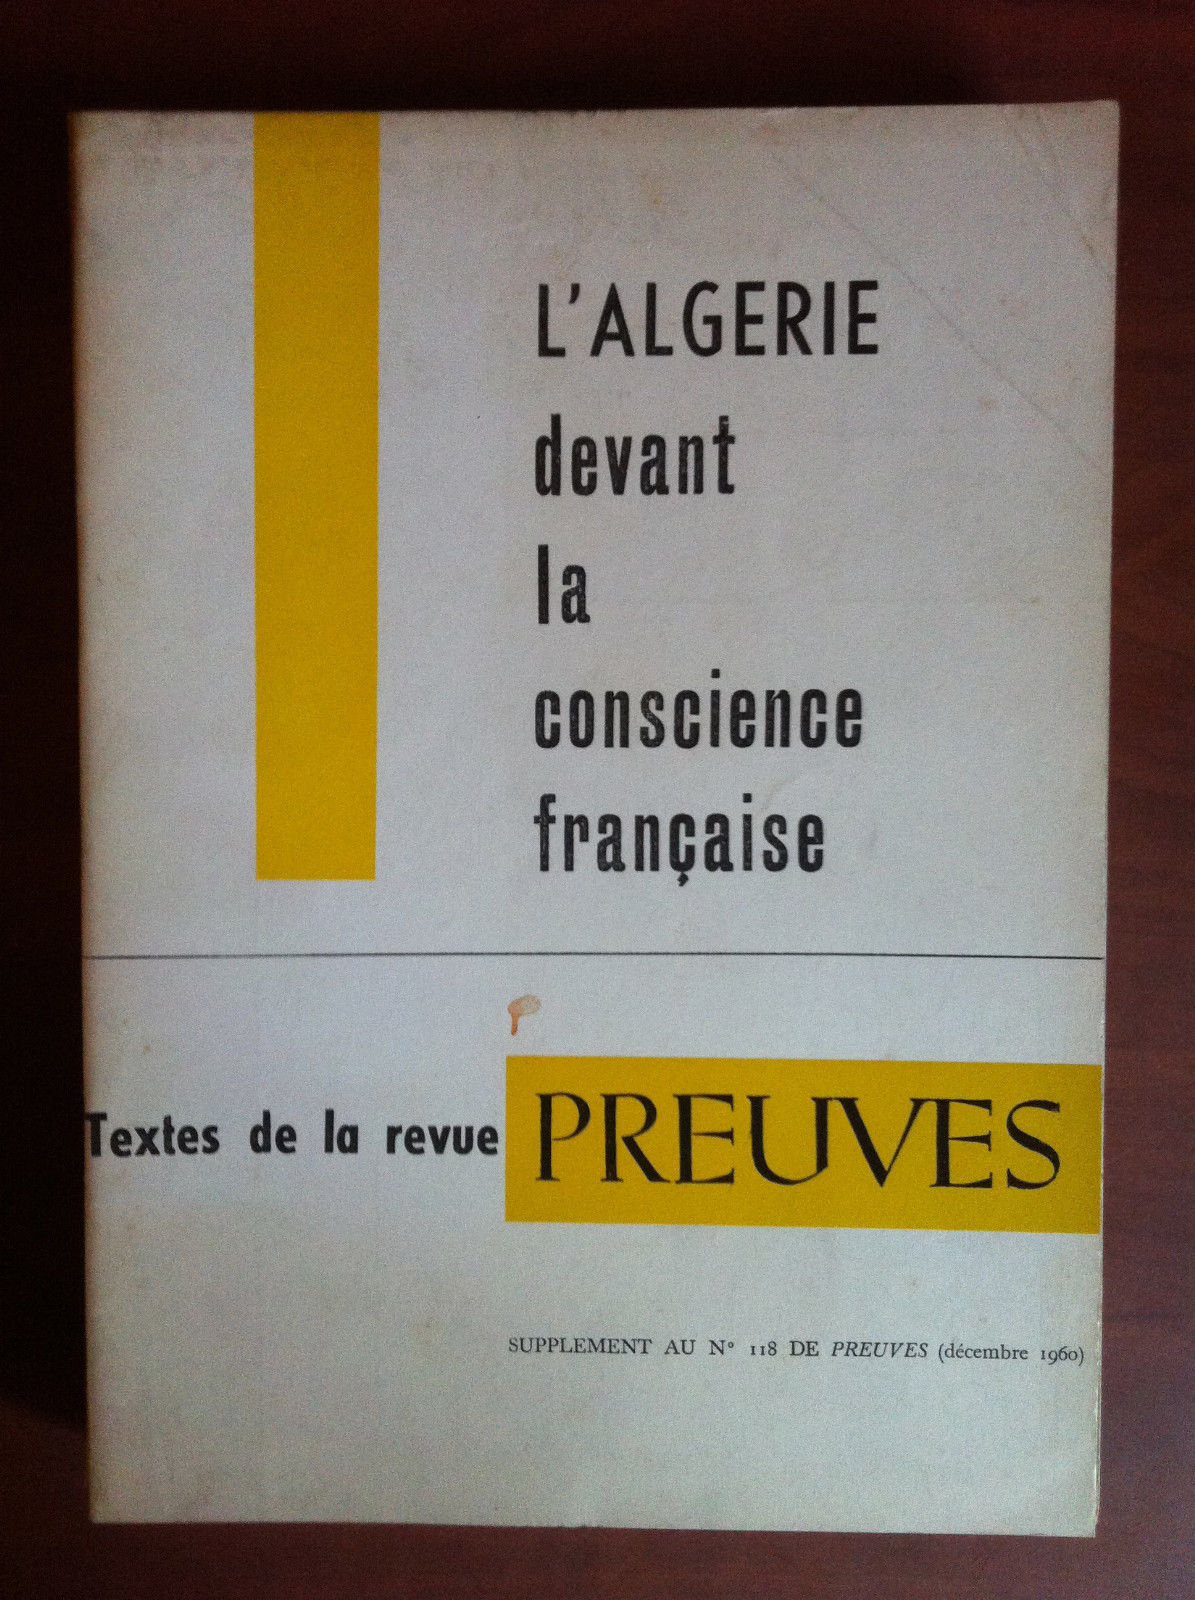 L'ALGERIE
devant
la
conscience
française
Textes de la revue PREUVES
SUPPLEMENT AU N° 118 DE PREUVES (décembre 1960)